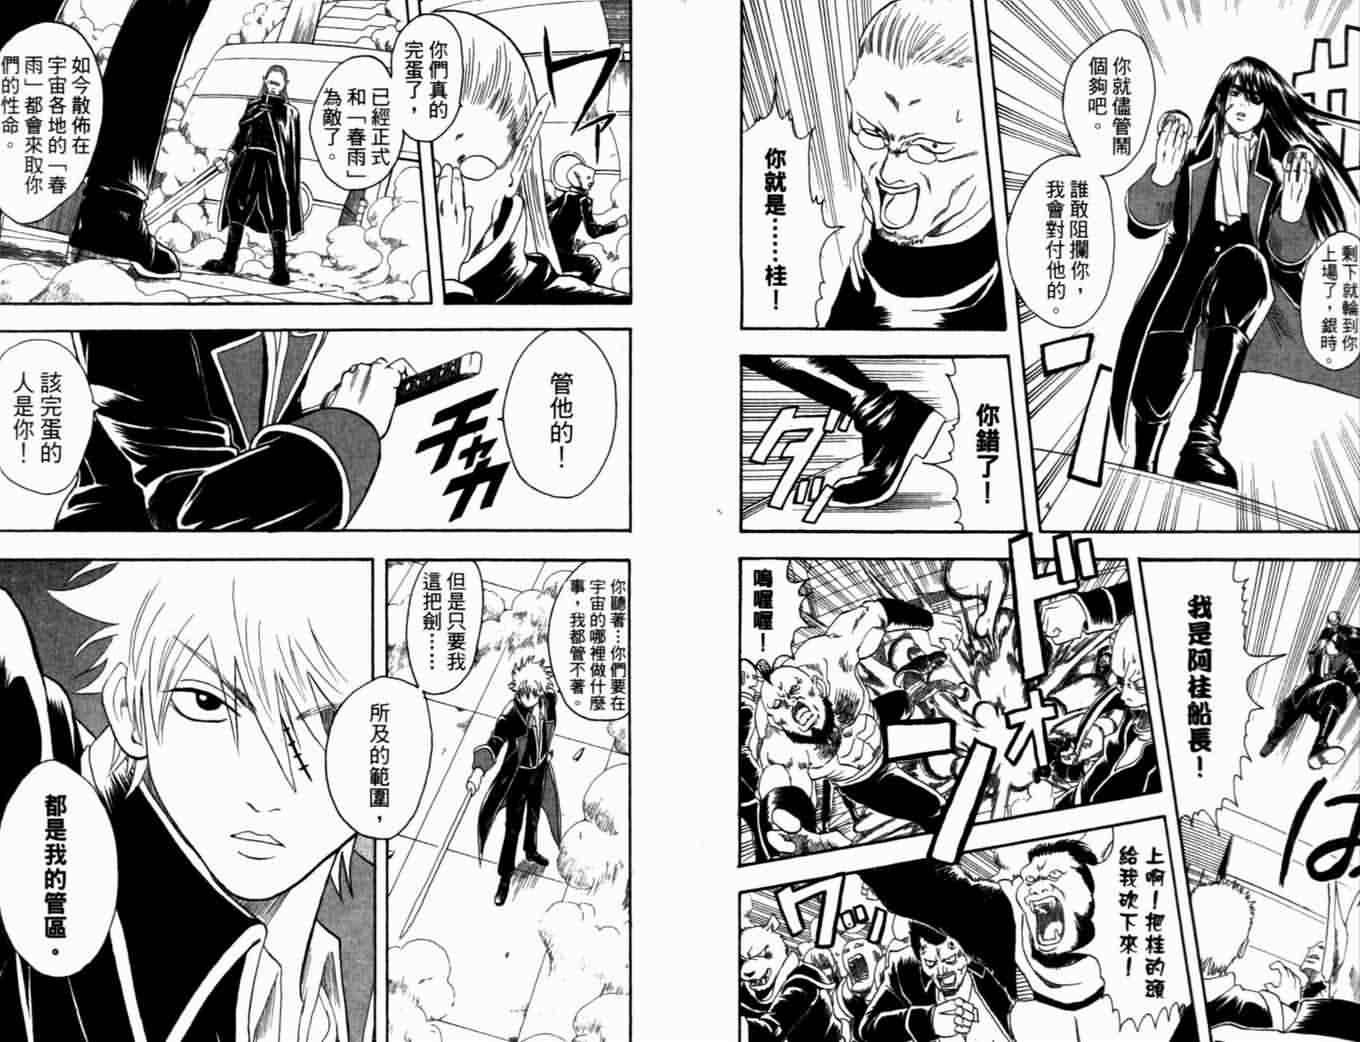 剩下就輪到你
上場了，銀時。
你就儘管鬧
個夠吧。
誰敢阻攔你，
我會對付他的。
你就是……桂！
ダッ
你錯了！
我是阿桂船長！
嗚喔喔！
上啊！把桂的頭
給我砍下來！
你們真的
完蛋了，
已經正式
和「春雨」
為敵了。
如今散佈在
宇宙各地的「春
雨」都會來取你
們的性命。
管他的！
チャカ
該完蛋的
人是你！
你聽著…你們要在
宇宙的哪裡做什麼
事，我都管不著。
但是只要我
這把劍……
所及的範圍，
都是我的管區。